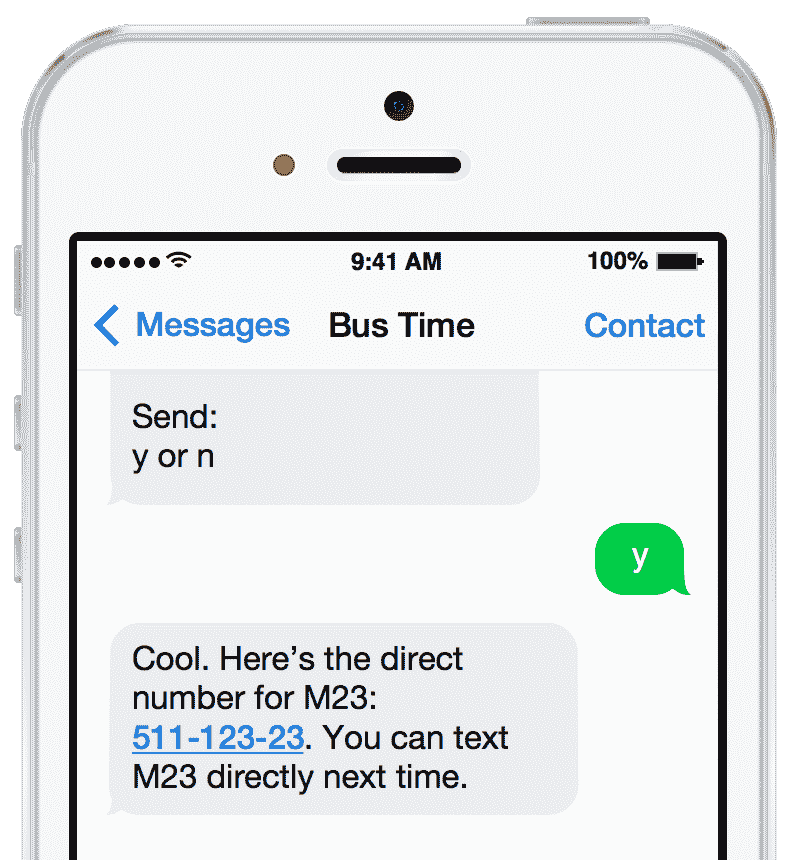 9:41 AM 100%
Messages Bus Time Contact
Send:
y or n
y
Cool. Here’s the direct
number for M23:
511-123-23. You can text
M23 directly next time.